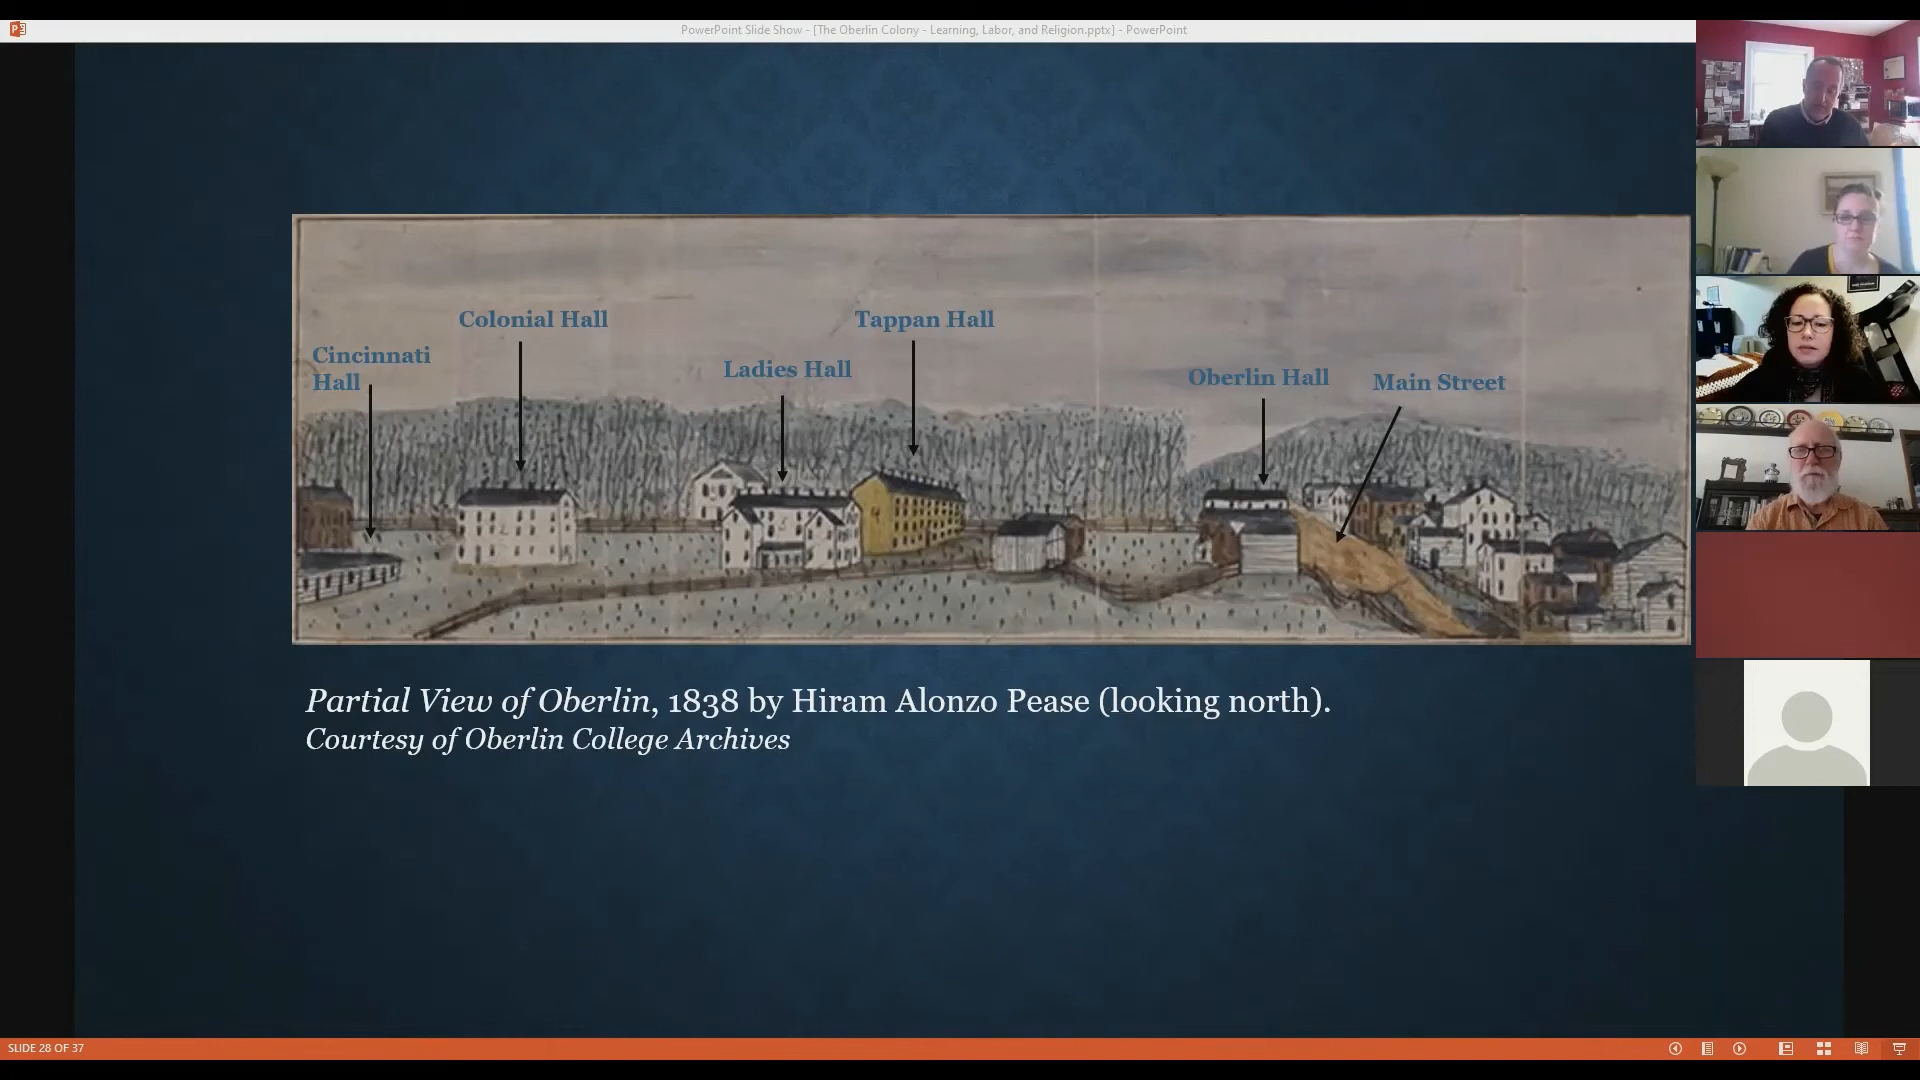 PowerPoint Slide Show - [The Oberlin Colony - Learning, Labor, and Religion.pptx] - PowerPoint
Colonial Hall
Tappan Hall
Cincinnati
Hall
Ladies Hall
Oberlin Hall
Main Street
Partial View of Oberlin, 1838 by Hiram Alonzo Pease (looking north).
Courtesy of Oberlin College Archives
SLIDE 28 OF 37